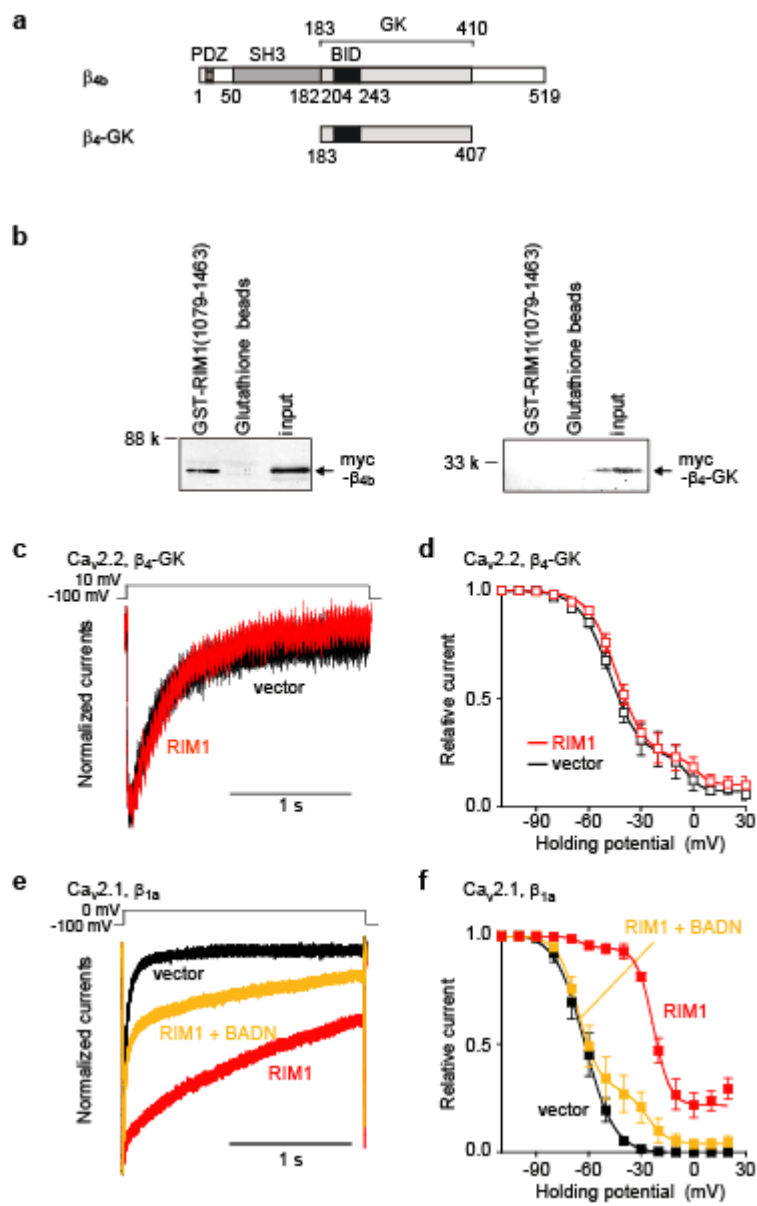 a
183 GK 410
PDZ SH3 BID
β4b
1 50 182 204 243 519
β4-GK
183 407
b
GST-RIM1(1079-1463)
Glutathione beads
input
88 k
myc
-β4b
GST-RIM1(1079-1463)
Glutathione beads
input
33 k
myc
-β4-GK
c
Cav2.2, β4-GK
10 mV
-100 mV
Normalized currents
vector
RIM1
1 s
d
Cav2.2, β4-GK
1.0
0.5
0.0
Relative current
RIM1
vector
-90 -60 -30 0 30
Holding potential (mV)
e
Cav2.1, β1a
0 mV
-100 mV
Normalized currents
vector
RIM1 + BADN
RIM1
1 s
f
Cav2.1, β1a
1.0
0.5
0.0
Relative current
RIM1 + BADN
RIM1
vector
-90 -60 -30 0 30
Holding potential (mV)